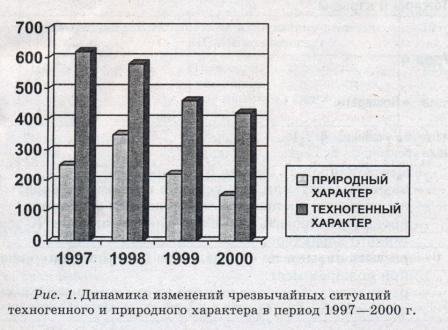 700
600
500
400
300
200
100
0
1997 1998 1999 2000
ПРИРОДНЫЙ
ХАРАКТЕР
ТЕХНОГЕННЫЙ
ХАРАКТЕР
Рис. 1. Динамика изменений чрезвычайных ситуаций
техногенного и природного характера в период 1997—2000 г.